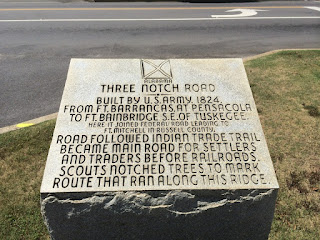 ALABAMA
THREE NOTCH ROAD
BUILT BY U.S. ARMY, 1824,
FROM FT. BARRANCAS, AT PENSACOLA
TO FT. BAINBRIDGE S.E. OF TUSKEGEE.
HERE IT JOINED FEDERAL ROAD LEADING TO
FT. MITCHELL IN RUSSELL COUNTY.
ROAD FOLLOWED INDIAN TRADE TRAIL
BECAME MAIN ROAD FOR SETTLERS
AND TRADERS BEFORE RAILROADS.
SCOUTS NOTCHED TREES TO MARK
ROUTE THAT RAN ALONG THIS RIDGE.